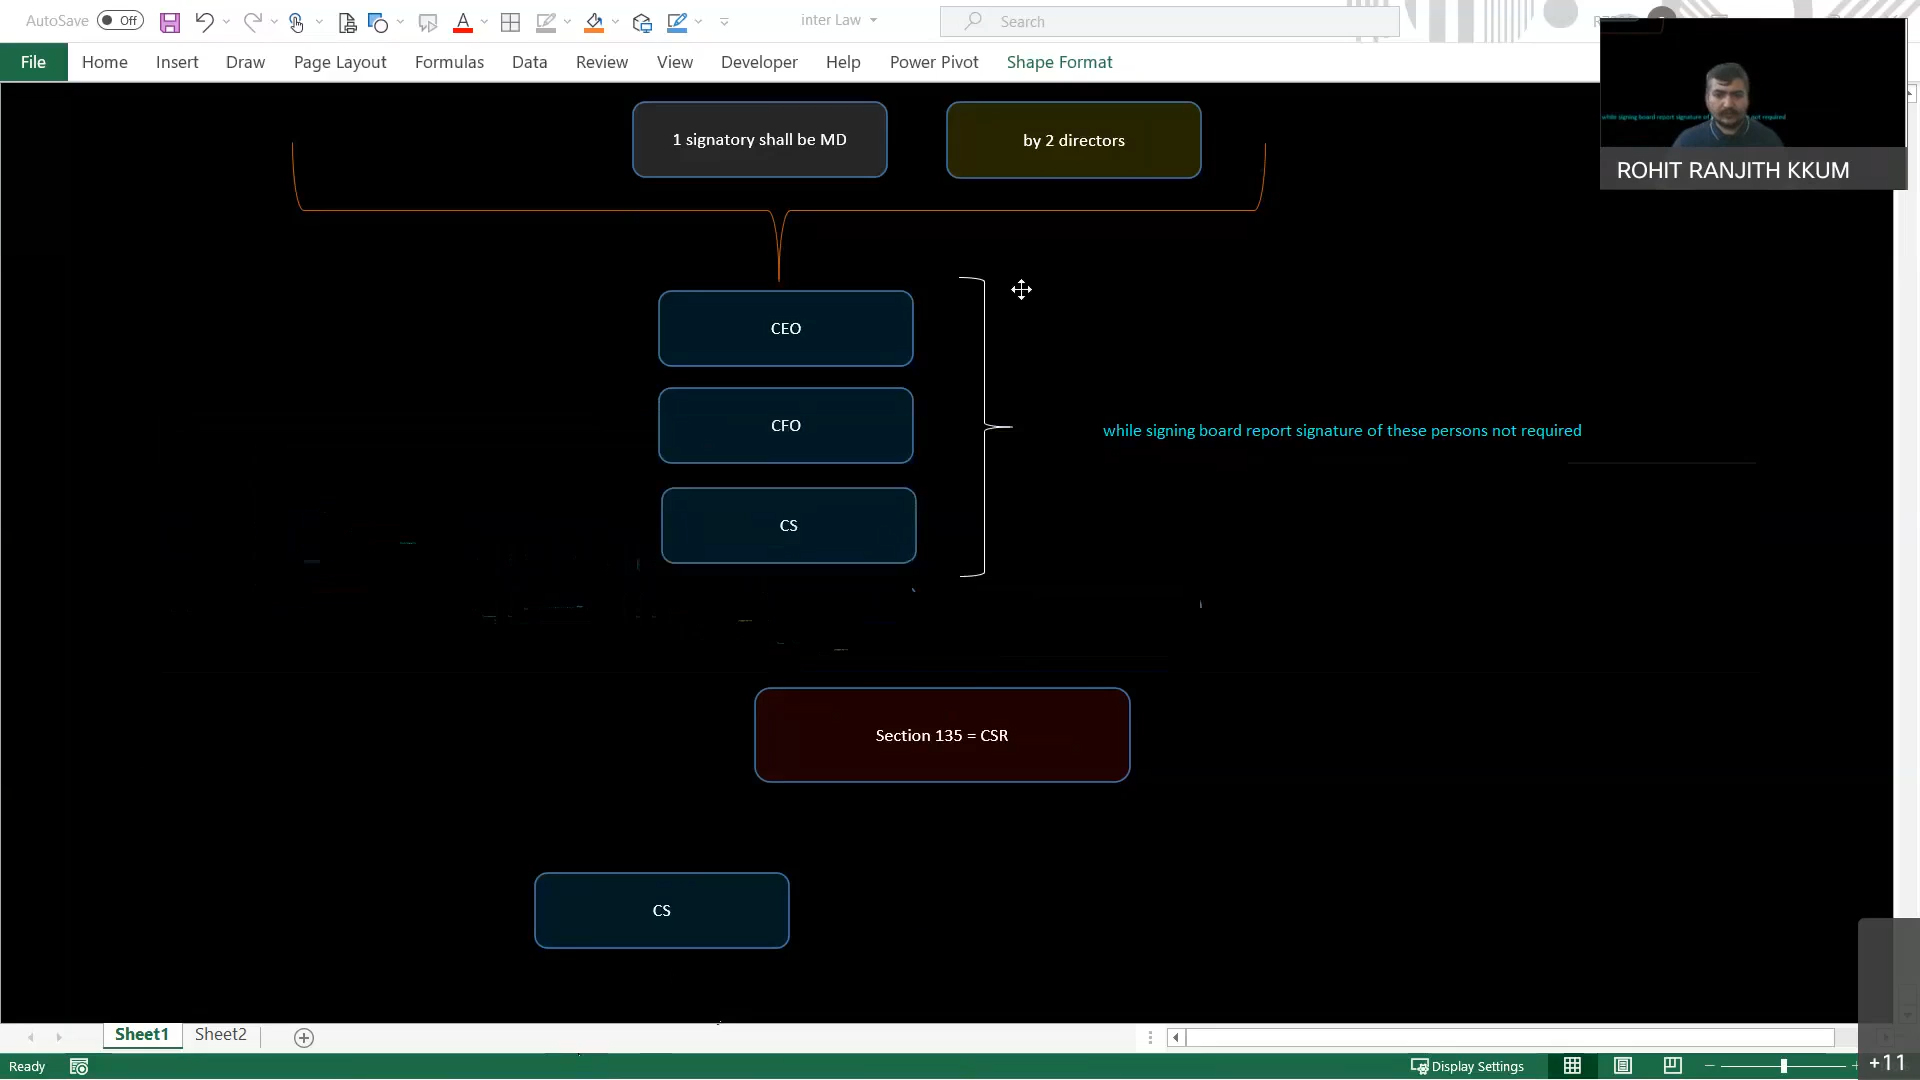 AutoSave Off
inter Law
Search
File Home Insert Draw Page Layout Formulas Data Review View Developer Help Power Pivot Shape Format
1 signatory shall be MD
by 2 directors
ROHIT RANJITH KKUM
CEO
CFO
while signing board report signature of these persons not required
CS
Section 135 = CSR
CS
Sheet1 Sheet2
Ready
Display Settings
+11